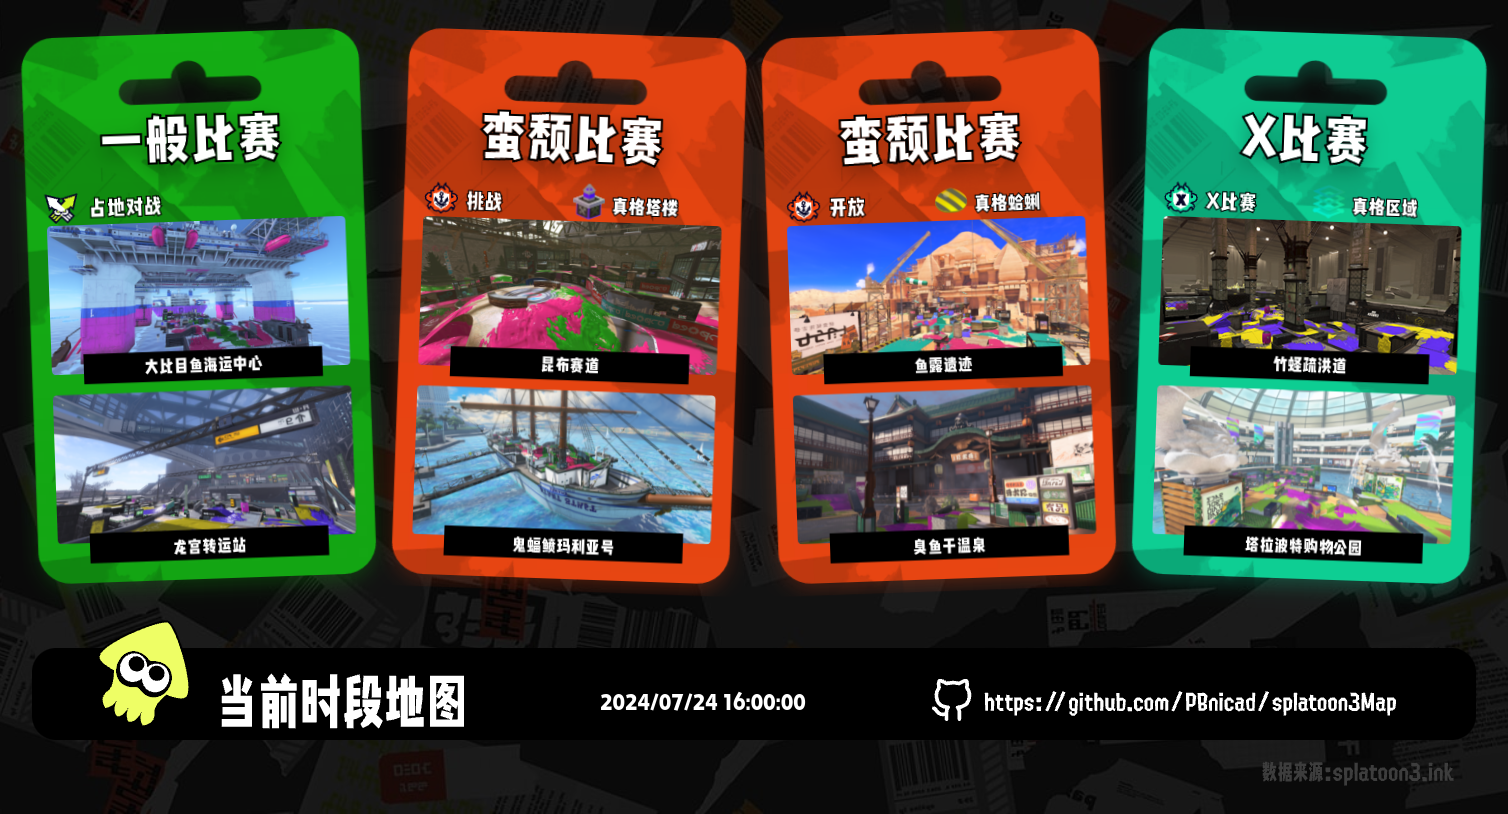 一般比赛
占地对战
大比目鱼海运中心
龙宫转运站
蛮颓比赛
挑战
真格塔楼
昆布赛道
鬼蝠鲼玛利亚号
蛮颓比赛
开放
真格蛤蜊
鱼露遗迹
臭鱼干温泉
X比赛
X比赛
真格区域
竹蛏疏洪道
塔拉波特购物公园
当前时段地图
2024/07/24 16:00:00
https://github.com/PBnicad/splatoon3Map
数据来源:splatoon3.ink